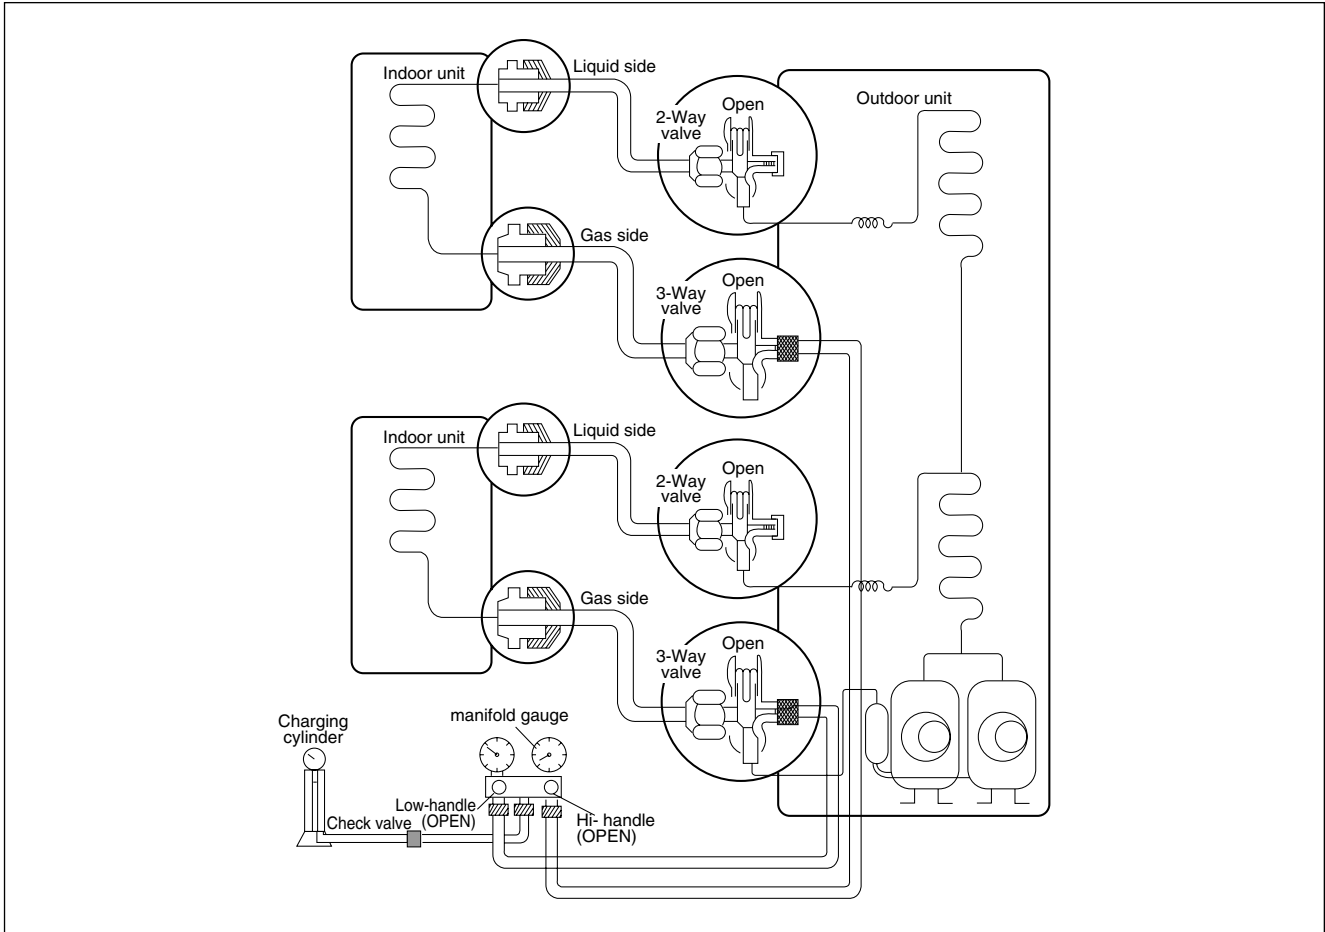 Indoor unit
Liquid side
2-Way
valve
Open
Outdoor unit
Gas side
3-Way
valve
Open
Indoor unit
Liquid side
2-Way
valve
Open
Gas side
3-Way
valve
Open
Charging
cylinder
manifold gauge
Low-handle
(OPEN)
Check valve
Hi- handle
(OPEN)